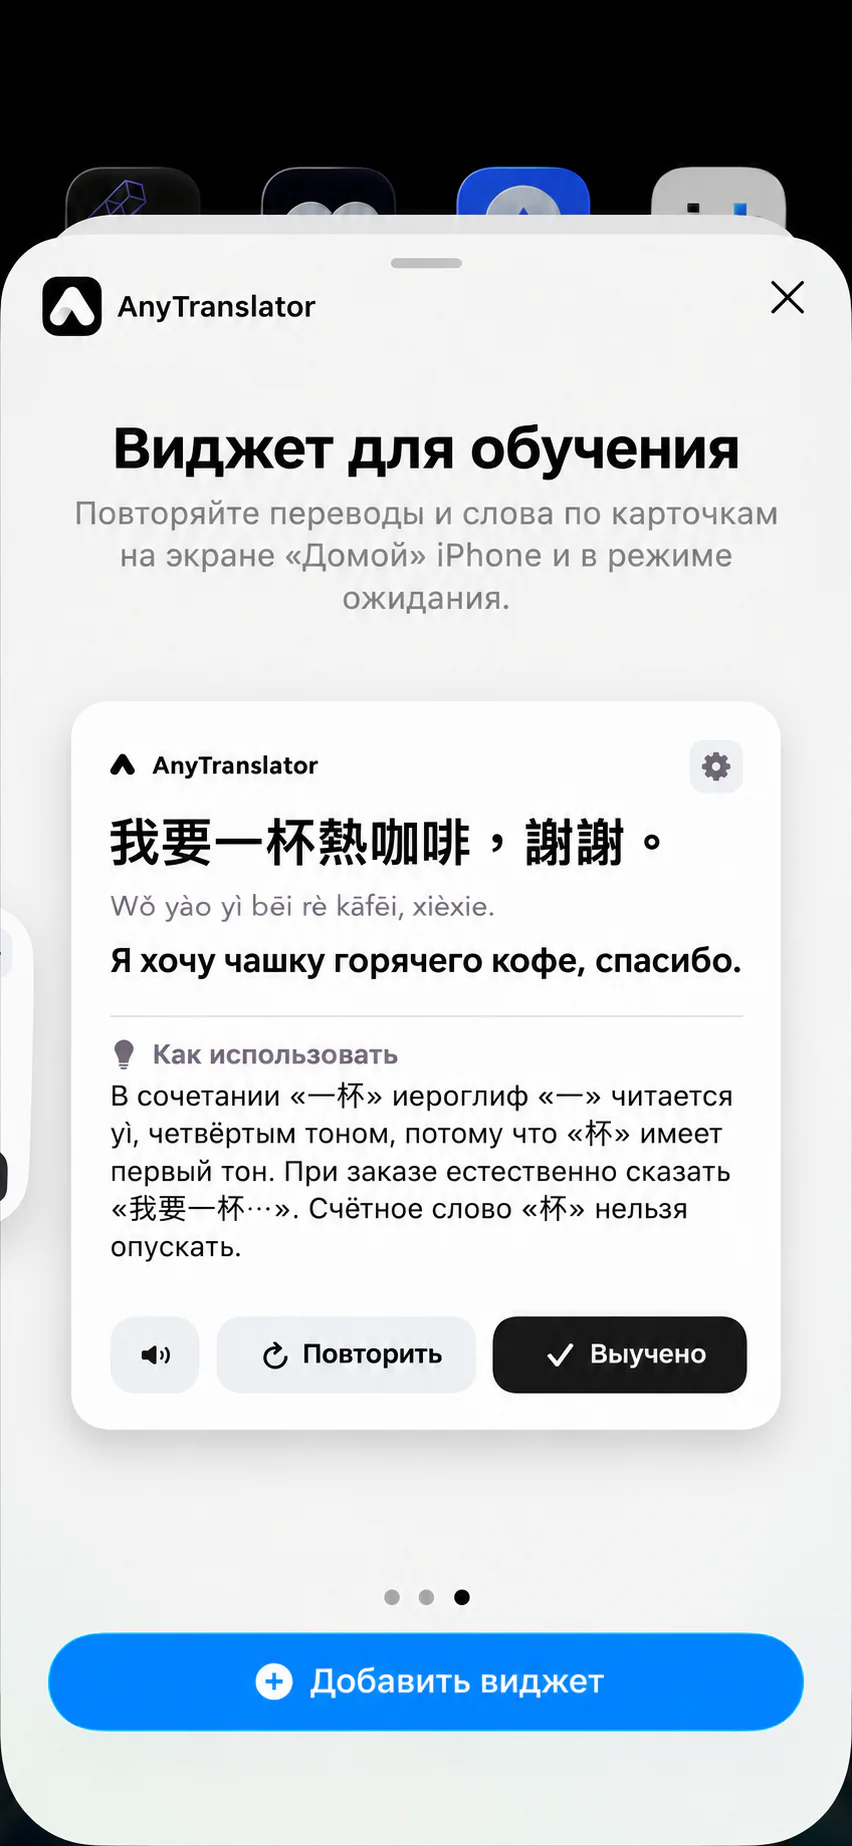 AnyTranslator
Виджет для обучения
Повторяйте переводы и слова по карточкам
на экране «Домой» iPhone и в режиме
ожидания.
AnyTranslator
我要一杯熱咖啡，謝謝。
Wǒ yào yì bēi rè kāfēi, xièxie.
Я хочу чашку горячего кофе, спасибо.
Как использовать
В сочетании «一杯» иероглиф «一» читается
yì, четвёртым тоном, потому что «杯» имеет
первый тон. При заказе естественно сказать
«我要一杯⋯». Счётное слово «杯» нельзя
опускать.
Повторить
Выучено
Добавить виджет